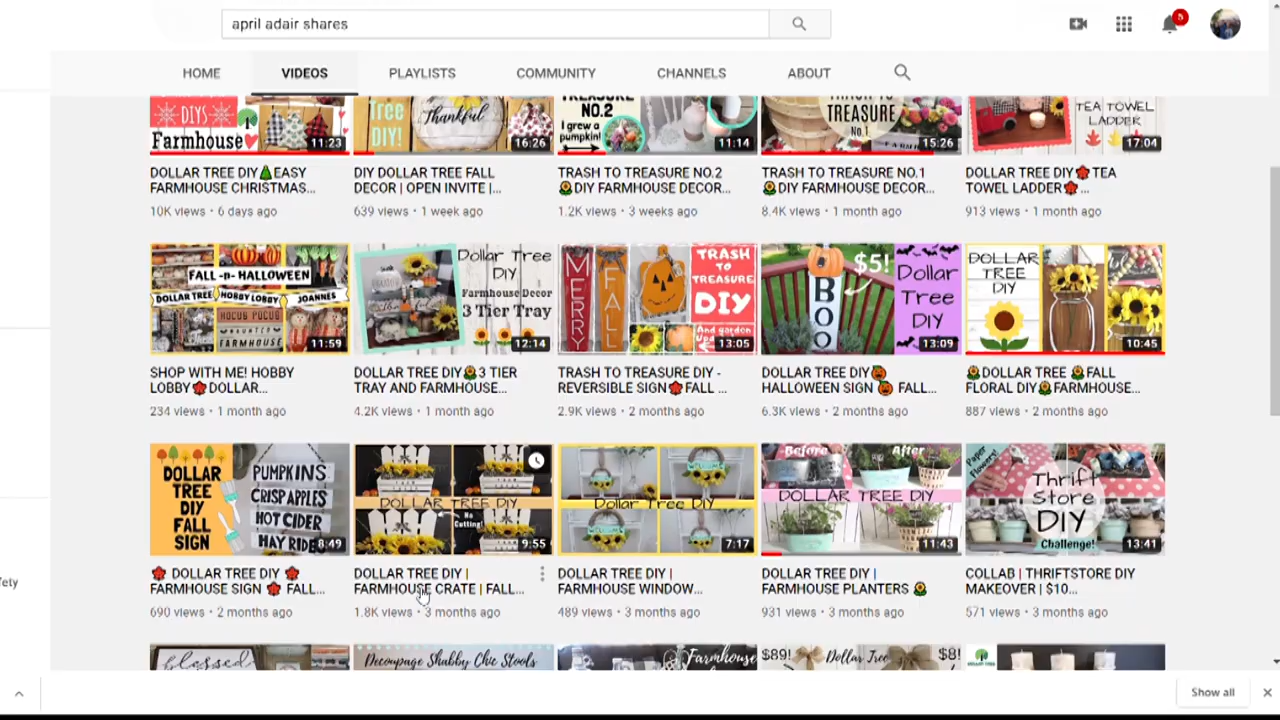 april adair shares
5
HOME VIDEOS PLAYLISTS COMMUNITY CHANNELS ABOUT
DIYS
Farmhouse
11:23
Tree
DIY!
Thankful
16:26
NO.2
I grew a
pumpkin!
11:14
TREASURE
No.1
15:26
TEA TOWEL
LADDER
17:04
DOLLAR TREE DIY🎄EASY
FARMHOUSE CHRISTMAS...
10K views • 6 days ago
DIY DOLLAR TREE FALL
DECOR | OPEN INVITE |...
639 views • 1 week ago
TRASH TO TREASURE NO.2
🌻DIY FARMHOUSE DECOR...
1.2K views • 3 weeks ago
TRASH TO TREASURE NO.1
🌻DIY FARMHOUSE DECOR...
8.4K views • 1 month ago
DOLLAR TREE DIY🍁TEA
TOWEL LADDER🍁...
913 views • 1 month ago
FALL -n- HALLOWEEN
DOLLAR TREE HOBBY LOBBY JOANNES
HOCUS POCUS
HAUNTED
FARMHOUSE
11:59
Dollar Tree
DIY
Farmhouse Decor
3 Tier Tray
12:14
MERRY
FALL
TRASH
TO
TREASURE
DIY
And garden
13:05
BOO
$5!
Dollar
Tree
DIY
13:09
DOLLAR
TREE
DIY
10:45
SHOP WITH ME! HOBBY
LOBBY🍁DOLLAR...
234 views • 1 month ago
DOLLAR TREE DIY🌻3 TIER
TRAY AND FARMHOUSE...
4.2K views • 1 month ago
TRASH TO TREASURE DIY -
REVERSIBLE SIGN🍁FALL ...
2.9K views • 2 months ago
DOLLAR TREE DIY🎃
HALLOWEEN SIGN 🎃 FALL...
6.3K views • 2 months ago
🌻DOLLAR TREE 🌻FALL
FLORAL DIY🌻FARMHOUSE...
887 views • 2 months ago
DOLLAR
TREE
DIY
FALL
SIGN
PUMPKINS
CRISP APPLES
HOT CIDER
HAY RIDE
8:49
DOLLAR TREE DIY
No
Cutting!
9:55
WELCOME
Dollar Tree DIY
7:17
Before After
DOLLAR TREE DIY
11:43
Paper
Flowers!
Thrift
Store
DIY
Challenge!
13:41
🍁 DOLLAR TREE DIY 🍁
FARMHOUSE SIGN 🍁 FALL...
690 views • 2 months ago
DOLLAR TREE DIY |
FARMHOUSE CRATE | FALL...
1.8K views • 3 months ago
DOLLAR TREE DIY |
FARMHOUSE WINDOW...
489 views • 3 months ago
DOLLAR TREE DIY |
FARMHOUSE PLANTERS 🌻
931 views • 3 months ago
COLLAB | THRIFTSTORE DIY
MAKEOVER | $10...
571 views • 3 months ago
blessed
Decoupage Shabby Chic Stools
Farmhouse
$89! Dollar Tree $8!
Show all